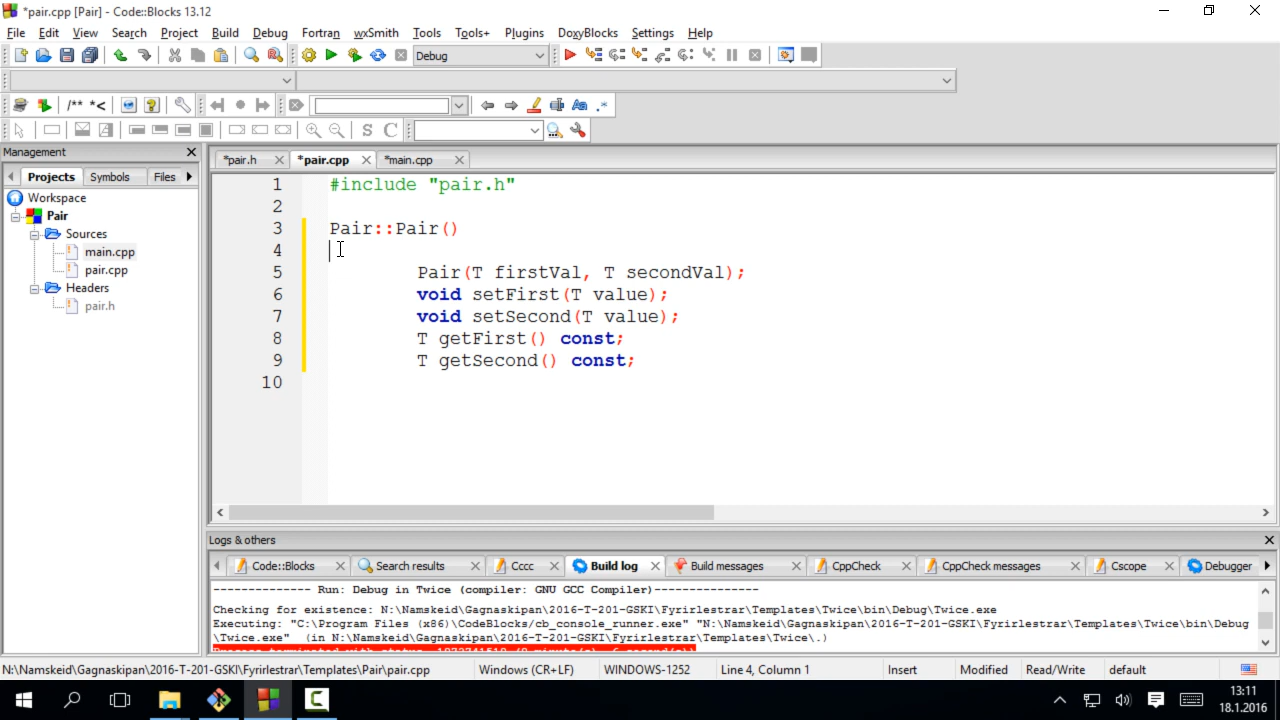 *pair.cpp [Pair] - Code::Blocks 13.12
File Edit View Search Project Build Debug Fortran wxSmith Tools Tools+ Plugins DoxyBlocks Settings Help
Debug
/** *<
Aa .*
S C
Management
Projects Symbols Files
*pair.h *pair.cpp *main.cpp
Workspace
Pair
Sources
main.cpp
pair.cpp
Headers
pair.h
1 #include "pair.h"
2
3 Pair::Pair()
4
5 Pair(T firstVal, T secondVal);
6 void setFirst(T value);
7 void setSecond(T value);
8 T getFirst() const;
9 T getSecond() const;
10
Logs & others
Code::Blocks Search results Cccc Build log Build messages CppCheck CppCheck messages Cscope Debugger
-------------- Run: Debug in Twice (compiler: GNU GCC Compiler)---------------
Checking for existence: N:\Namskeid\Gagnaskipan\2016-T-201-GSKI\Fyrirlestrar\Templates\Twice\bin\Debug\Twice.exe
Executing: "C:\Program Files (x86)\CodeBlocks/cb_console_runner.exe" "N:\Namskeid\Gagnaskipan\2016-T-201-GSKI\Fyrirlestrar\Templates\Twice\bin\Debug
\Twice.exe" (in N:\Namskeid\Gagnaskipan\2016-T-201-GSKI\Fyrirlestrar\Templates\Twice\.)
Process terminated with status
N:\Namskeid\Gagnaskipan\2016-T-201-GSKI\Fyrirlestrar\Templates\Pair\pair.cpp Windows (CR+LF) WINDOWS-1252 Line 4, Column 1 Insert Modified Read/Write default
13:11
18.1.2016